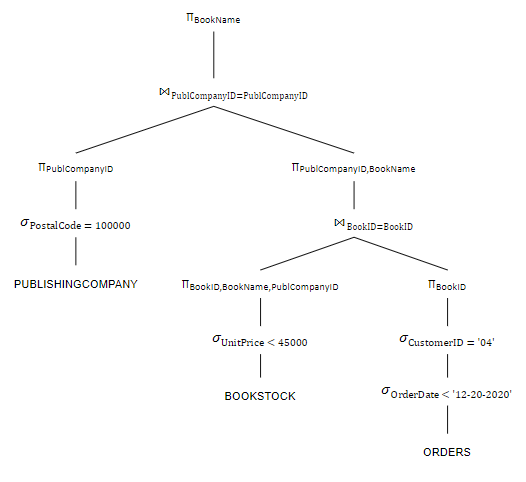 ΠBookName
⋈PublCompanyID=PublCompanyID
ΠPublCompanyID
ΠPublCompanyID,BookName
σPostalCode = 100000
⋈BookID=BookID
PUBLISHINGCOMPANY
ΠBookID,BookName,PublCompanyID
ΠBookID
σUnitPrice < 45000
σCustomerID = '04'
BOOKSTOCK
σOrderDate < '12-20-2020'
ORDERS